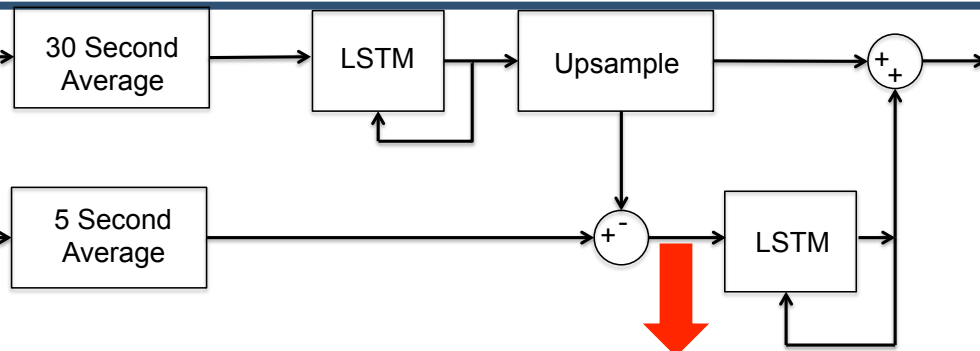 30 Second
Average
LSTM
Upsample
+
+
5 Second
Average
+ -
LSTM